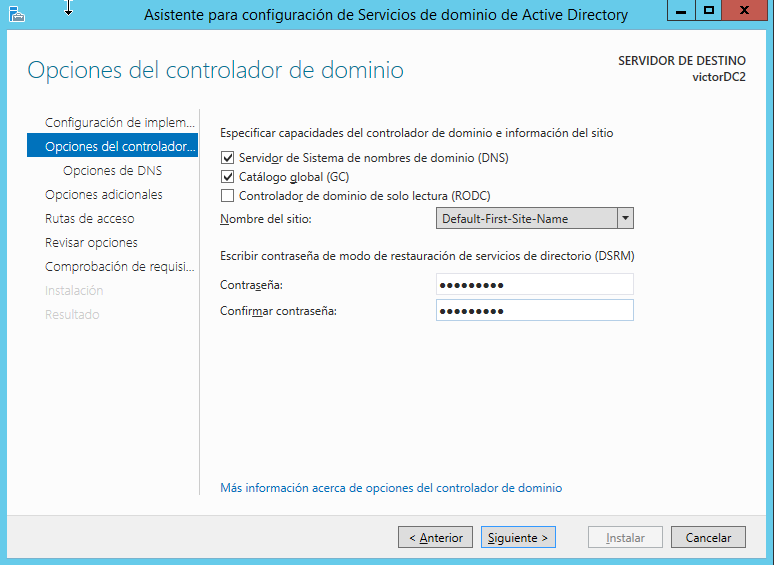 Asistente para configuración de Servicios de dominio de Active Directory
Opciones del controlador de dominio
SERVIDOR DE DESTINO
victorDC2
Configuración de implem...
Opciones del controlador...
Opciones de DNS
Opciones adicionales
Rutas de acceso
Revisar opciones
Comprobación de requisi...
Instalación
Resultado
Especificar capacidades del controlador de dominio e información del sitio
Servidor de Sistema de nombres de dominio (DNS)
Catálogo global (GC)
Controlador de dominio de solo lectura (RODC)
Nombre del sitio:
Default-First-Site-Name
Escribir contraseña de modo de restauración de servicios de directorio (DSRM)
Contraseña:
●●●●●●●●●
Confirmar contraseña:
●●●●●●●●●
Más información acerca de opciones del controlador de dominio
< Anterior
Siguiente >
Instalar
Cancelar